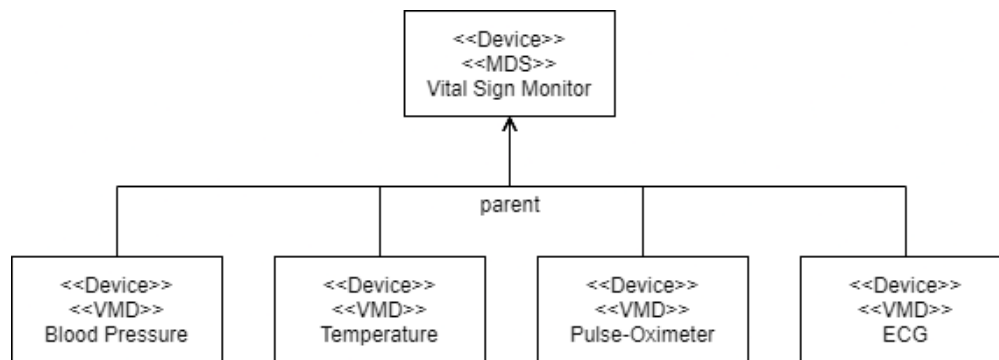 <<Device>>
<<MDS>>
Vital Sign Monitor
parent
<<Device>>
<<VMD>>
Blood Pressure
<<Device>>
<<VMD>>
Temperature
<<Device>>
<<VMD>>
Pulse-Oximeter
<<Device>>
<<VMD>>
ECG